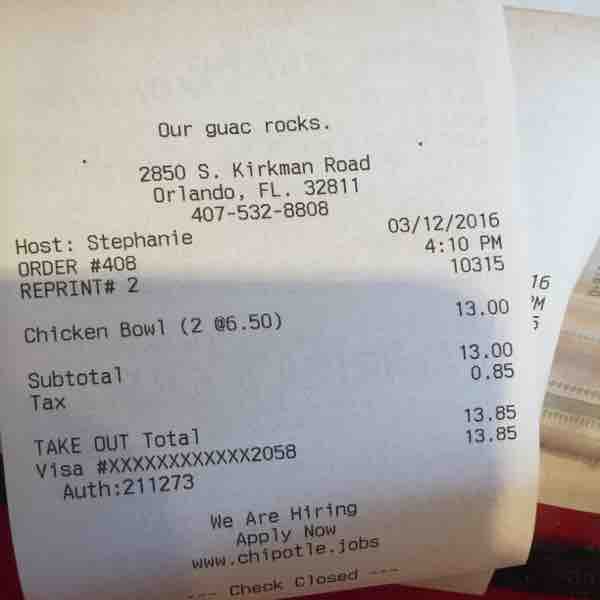 Our guac rocks.
2850 S. Kirkman Road
Orlando, FL. 32811
407-532-8808
Host: Stephanie 03/12/2016
ORDER #408 4:10 PM
REPRINT# 2 10315
Chicken Bowl (2 @6.50) 13.00
Subtotal 13.00
Tax 0.85
TAKE OUT Total 13.85
Visa #XXXXXXXXXXXX2058 13.85
Auth:211273
We Are Hiring
Apply Now
www.chipotle.jobs
--- Check Closed ---
16
PM
5